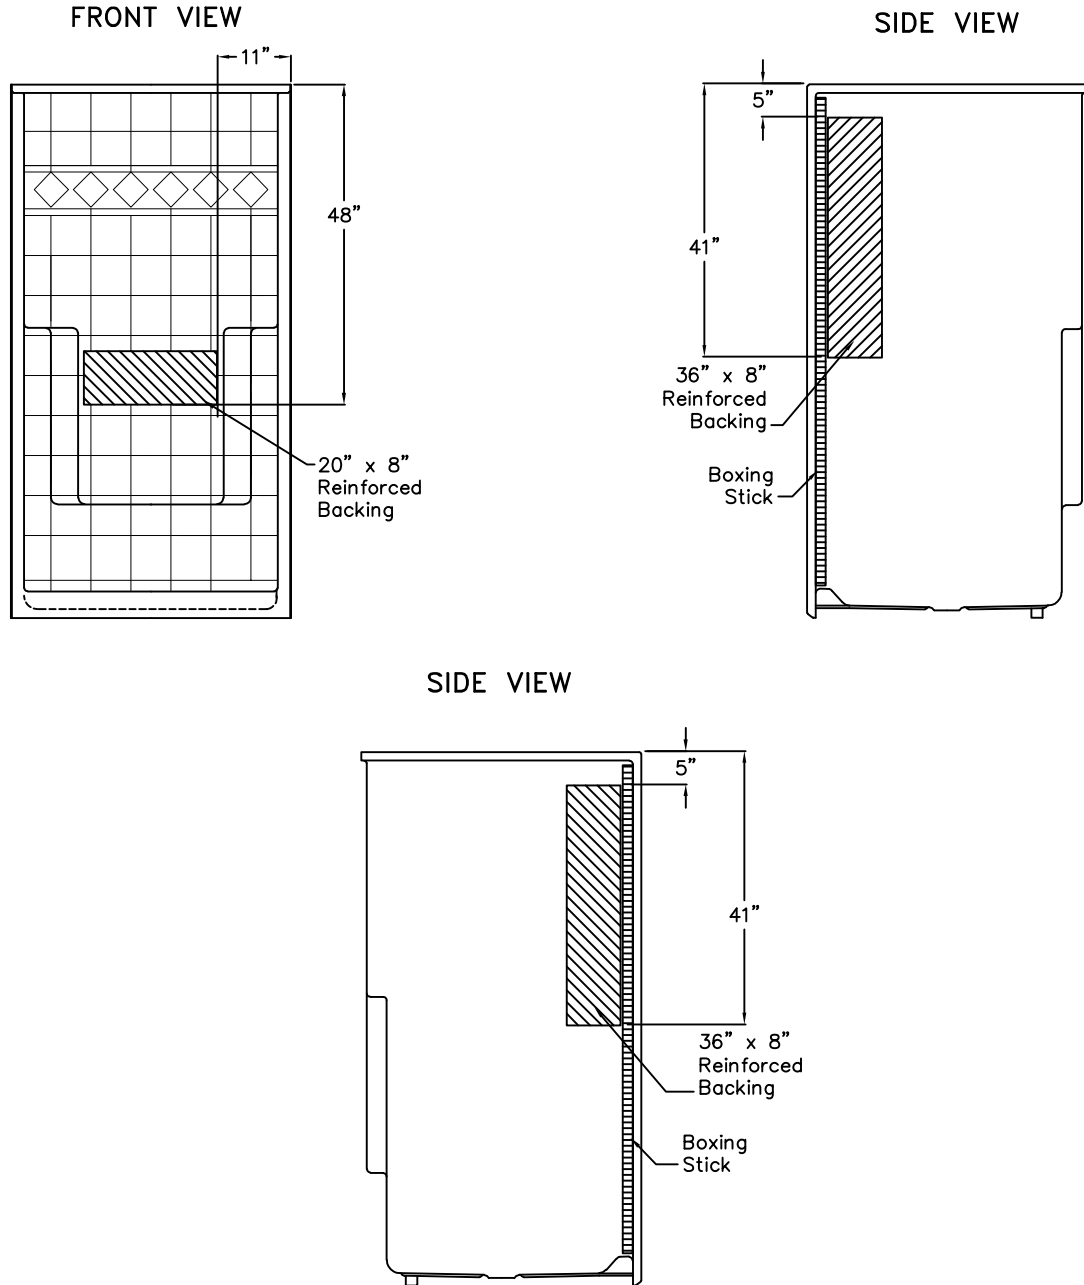 FRONT VIEW
11"
48"
20" x 8"
Reinforced
Backing
SIDE VIEW
5"
41"
36" x 8"
Reinforced
Backing
Boxing
Stick
SIDE VIEW
5"
41"
36" x 8"
Reinforced
Backing
Boxing
Stick